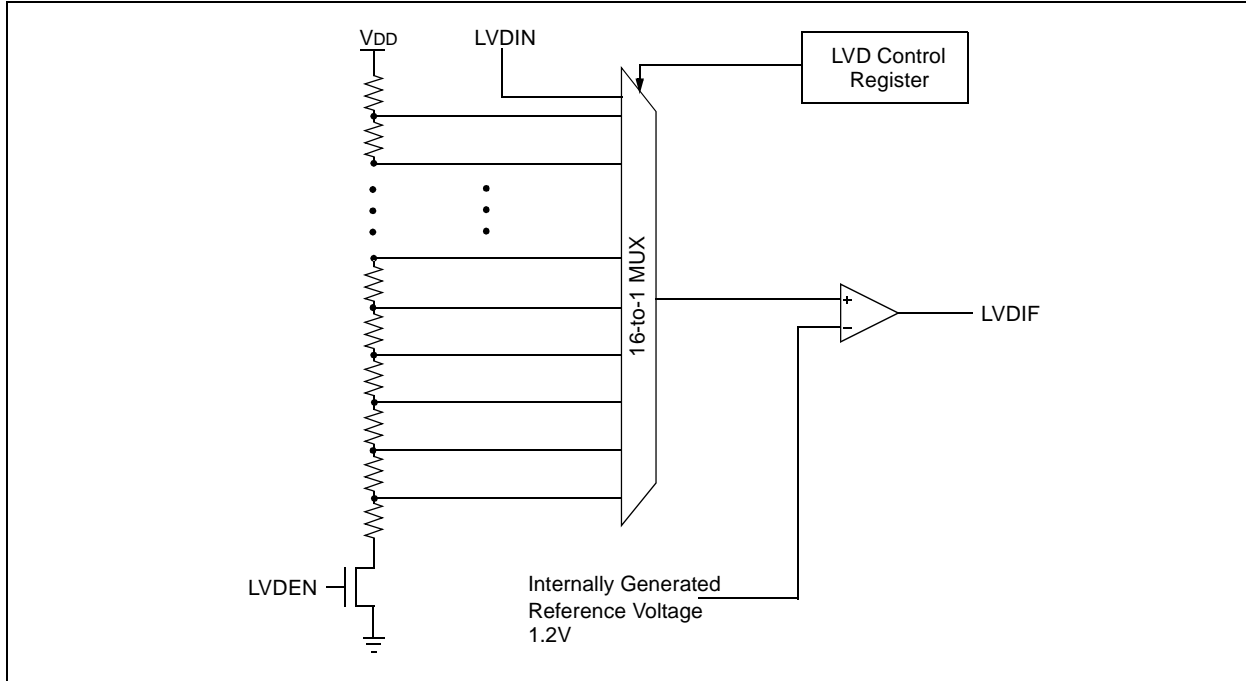 VDD
LVDIN
LVD Control
Register
16-to-1 MUX
+
−
LVDIF
LVDEN
Internally Generated
Reference Voltage
1.2V